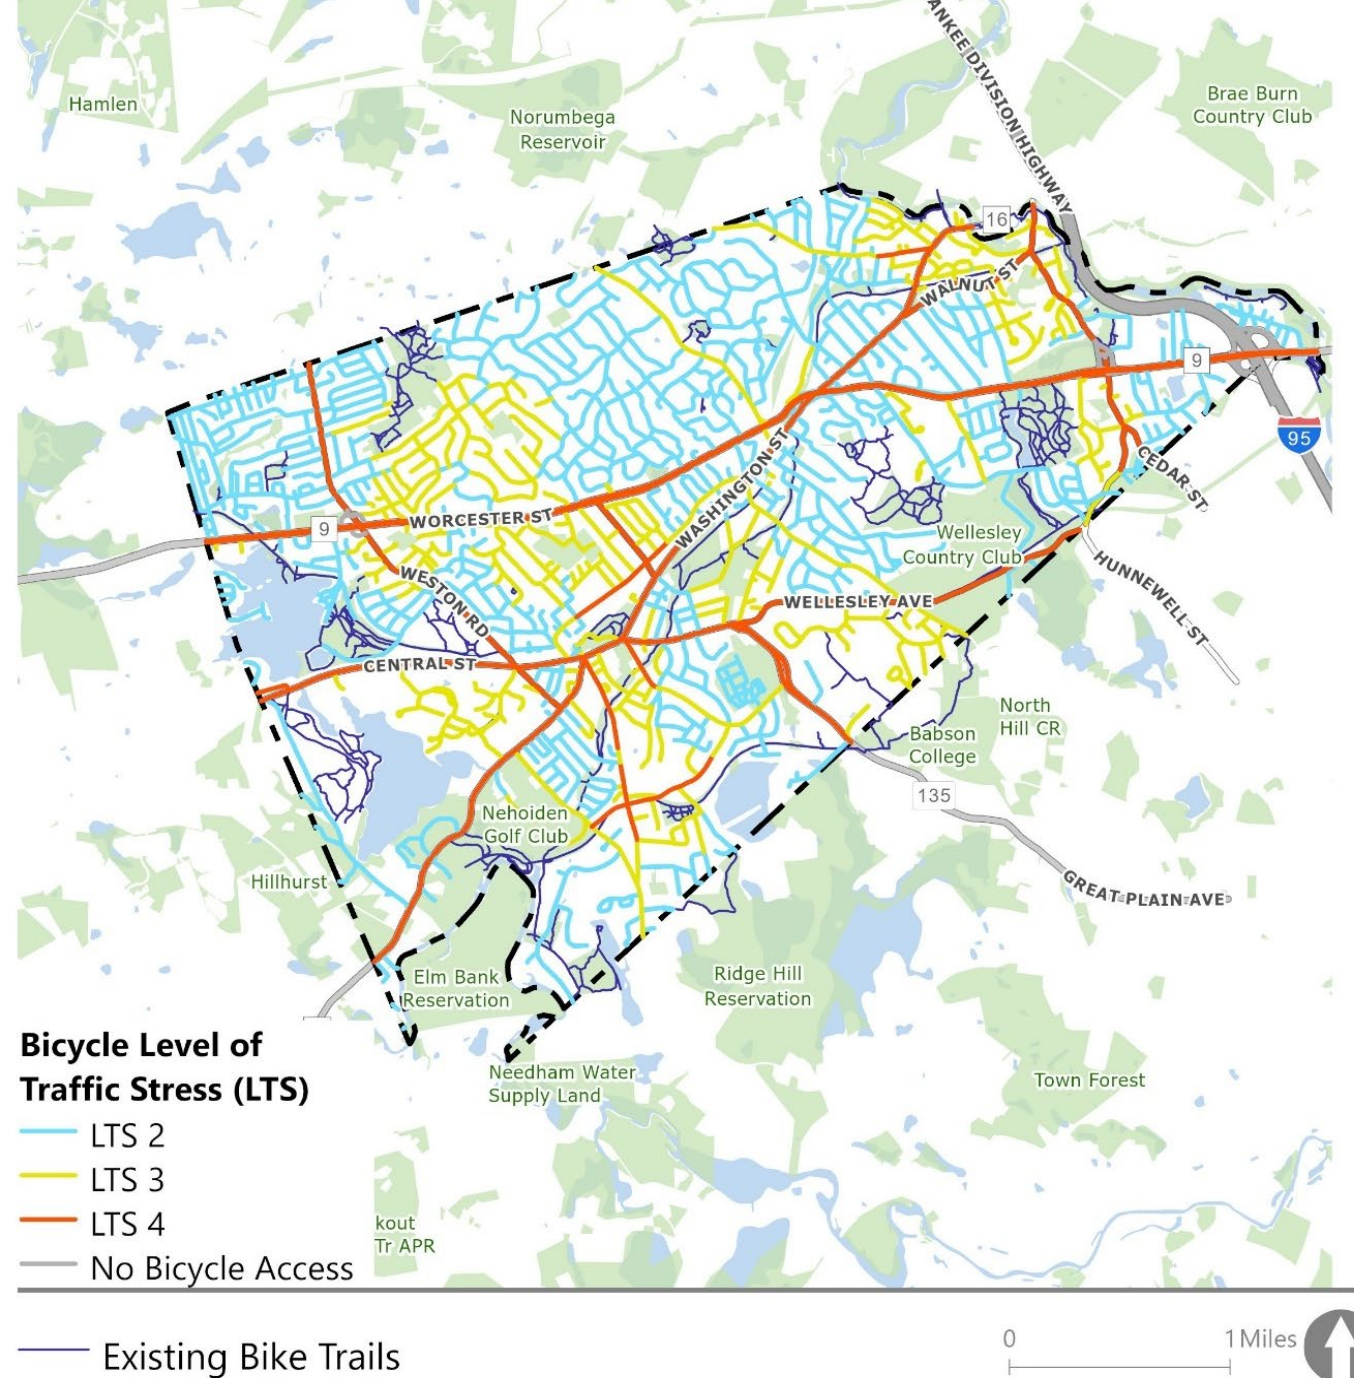 YANKEE DIVISION HIGHWAY
Hamlen
Norumbega
Reservoir
Brae Burn
Country Club
16
WALNUT ST
9
95
WASHINGTON ST
CEDAR ST
9
WORCESTER ST
Wellesley
Country Club
HUNNEWELL ST
WESTON RD
WELLESLEY AVE
CENTRAL ST
North
Hill CR
Babson
College
135
Nehoiden
Golf Club
Hillhurst
GREAT PLAIN AVE
Elm Bank
Reservation
Ridge Hill
Reservation
Needham Water
Supply Land
Town Forest
Bicycle Level of
Traffic Stress (LTS)
LTS 2
LTS 3
LTS 4
No Bicycle Access
kout
Tr APR
Existing Bike Trails
0 1 Miles